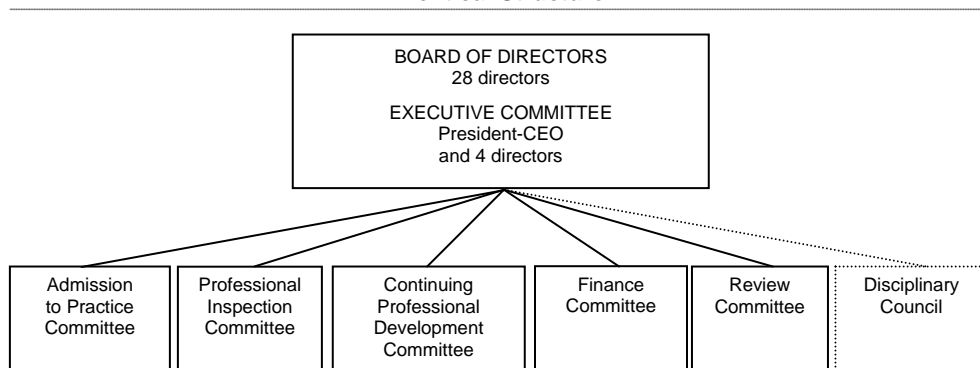 BOARD OF DIRECTORS
28 directors
EXECUTIVE COMMITTEE
President-CEO
and 4 directors
Admission
to Practice
Committee
Professional
Inspection
Committee
Continuing
Professional
Development
Committee
Finance
Committee
Review
Committee
Disciplinary
Council